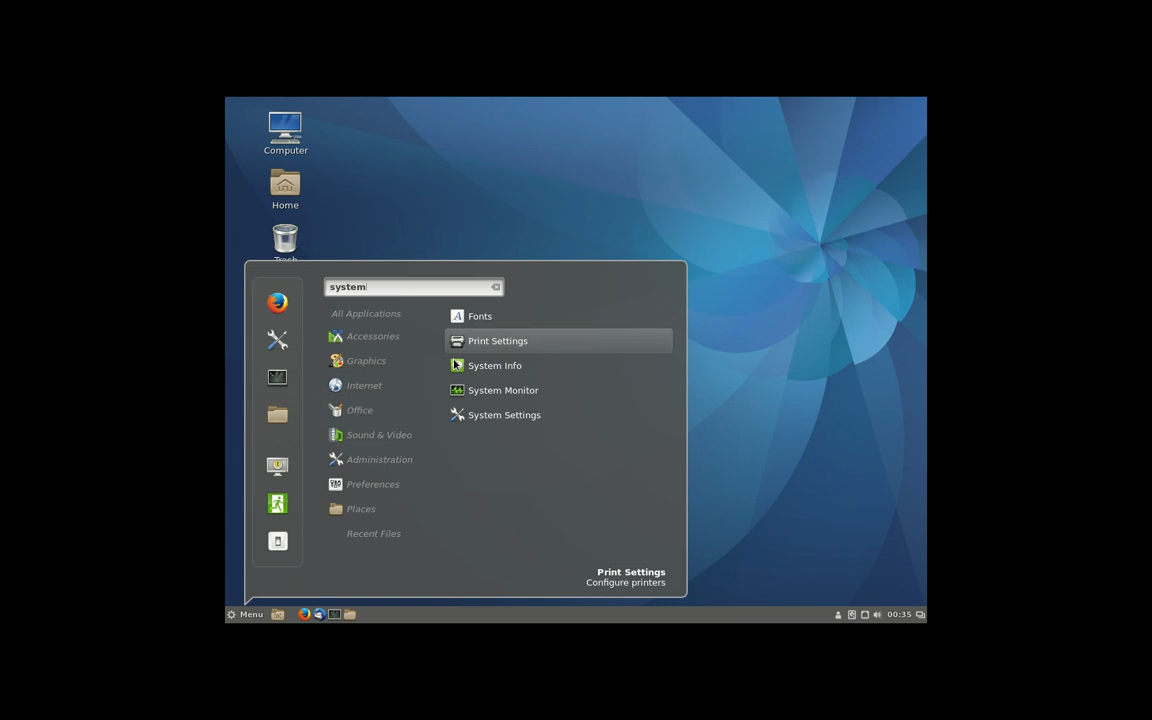 Computer
Home
Trash
system
All Applications
Accessories
Graphics
Internet
Office
Sound & Video
Administration
Preferences
Places
Recent Files
Fonts
Print Settings
System Info
System Monitor
System Settings
Print Settings
Configure printers
Menu
00:35